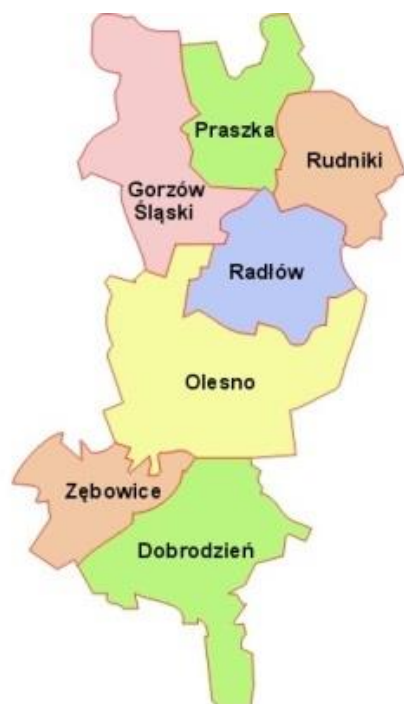 Praszka
Rudniki
Gorzów
Śląski
Radłów
Olesno
Zębowice
Dobrodzień